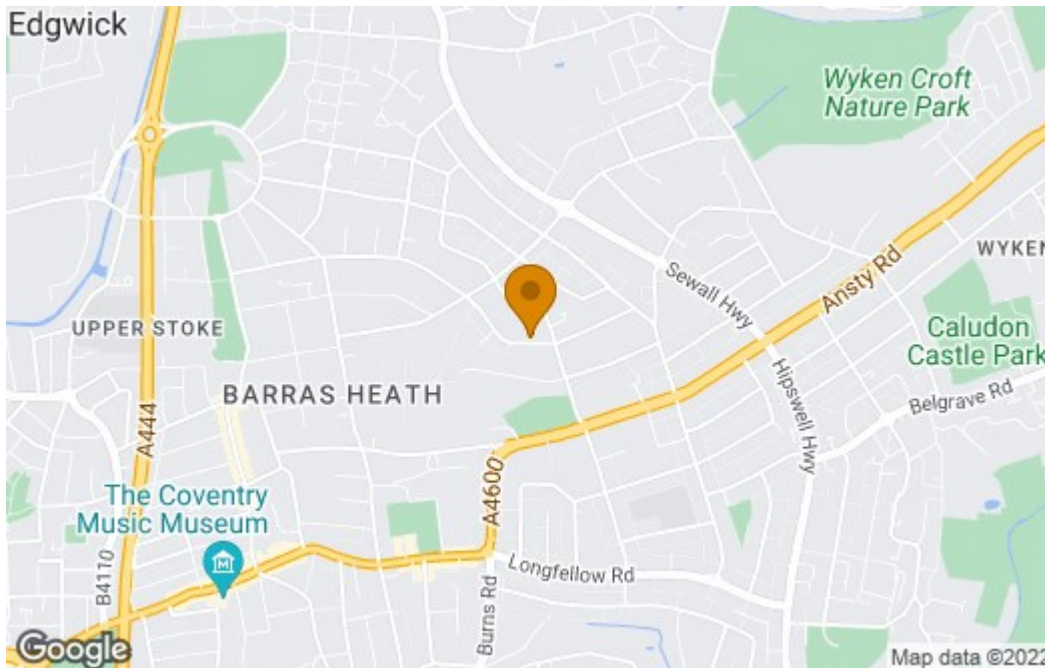 Edgwick
Wyken Croft
Nature Park
WYKEN
Ansty Rd
Sewall Hwy
UPPER STOKE
Caludon
Castle Park
BARRAS HEATH
Hipswell Hwy
Belgrave Rd
A444
A4600
The Coventry
Music Museum
M
B4110
Longfellow Rd
Burns Rd
Google
Map data ©2022